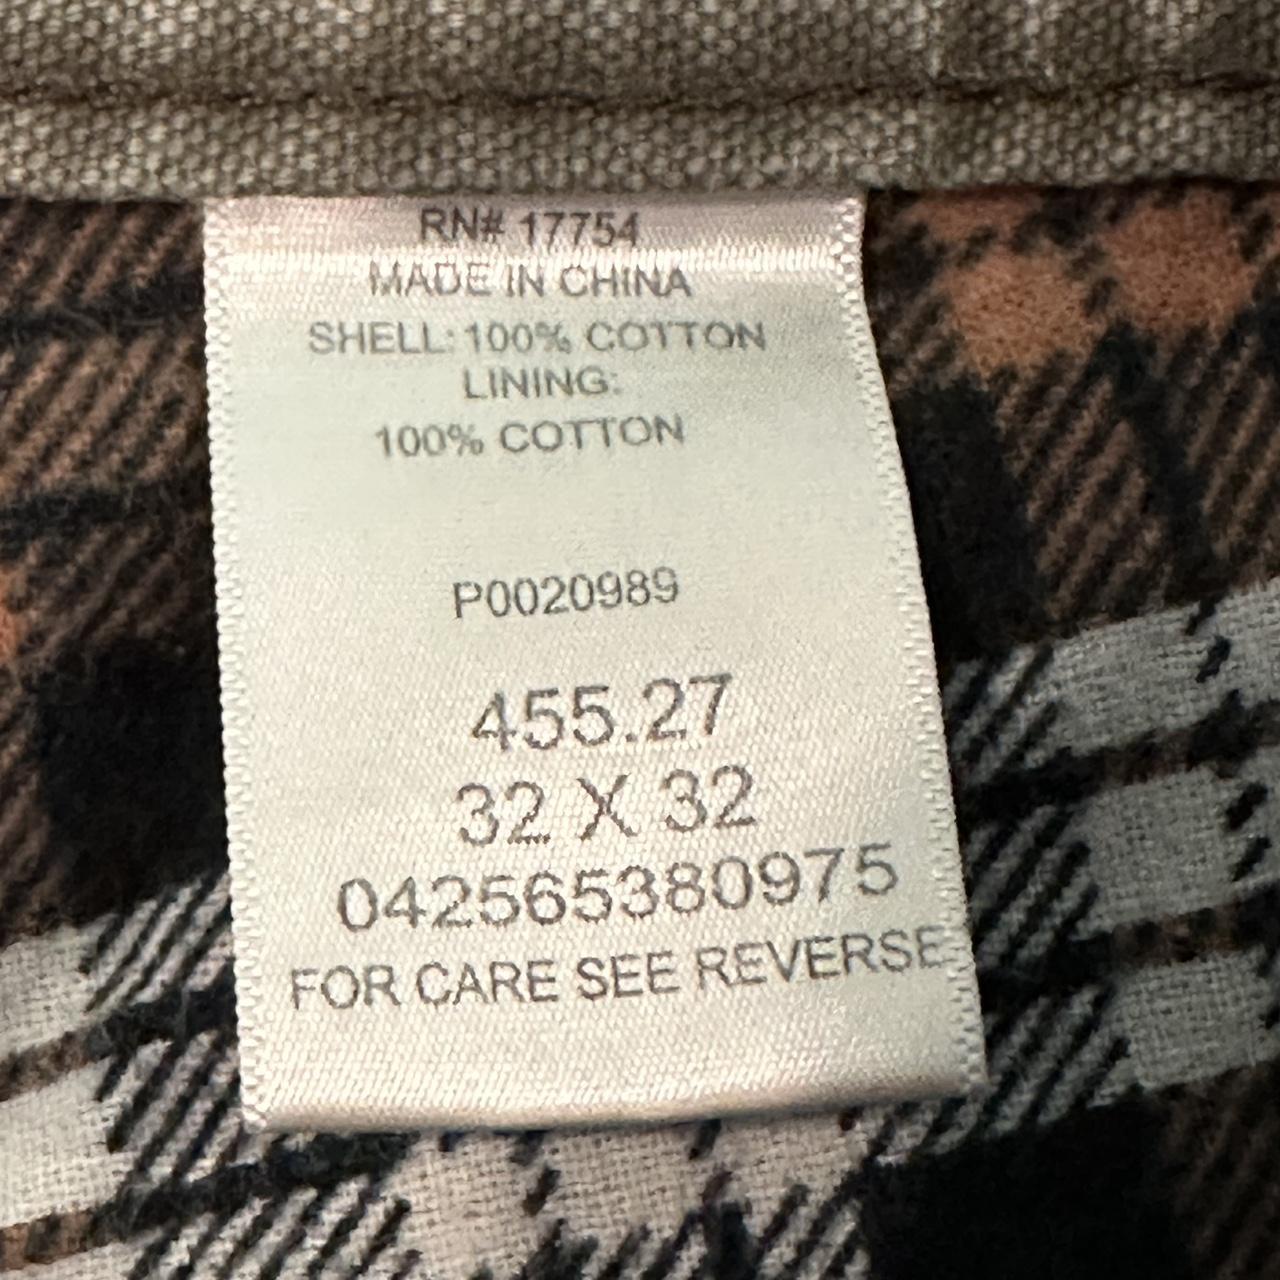 RN# 17754
MADE IN CHINA
SHELL: 100% COTTON
LINING:
100% COTTON
P0020989
455.27
32 X 32
042565380975
FOR CARE SEE REVERSE